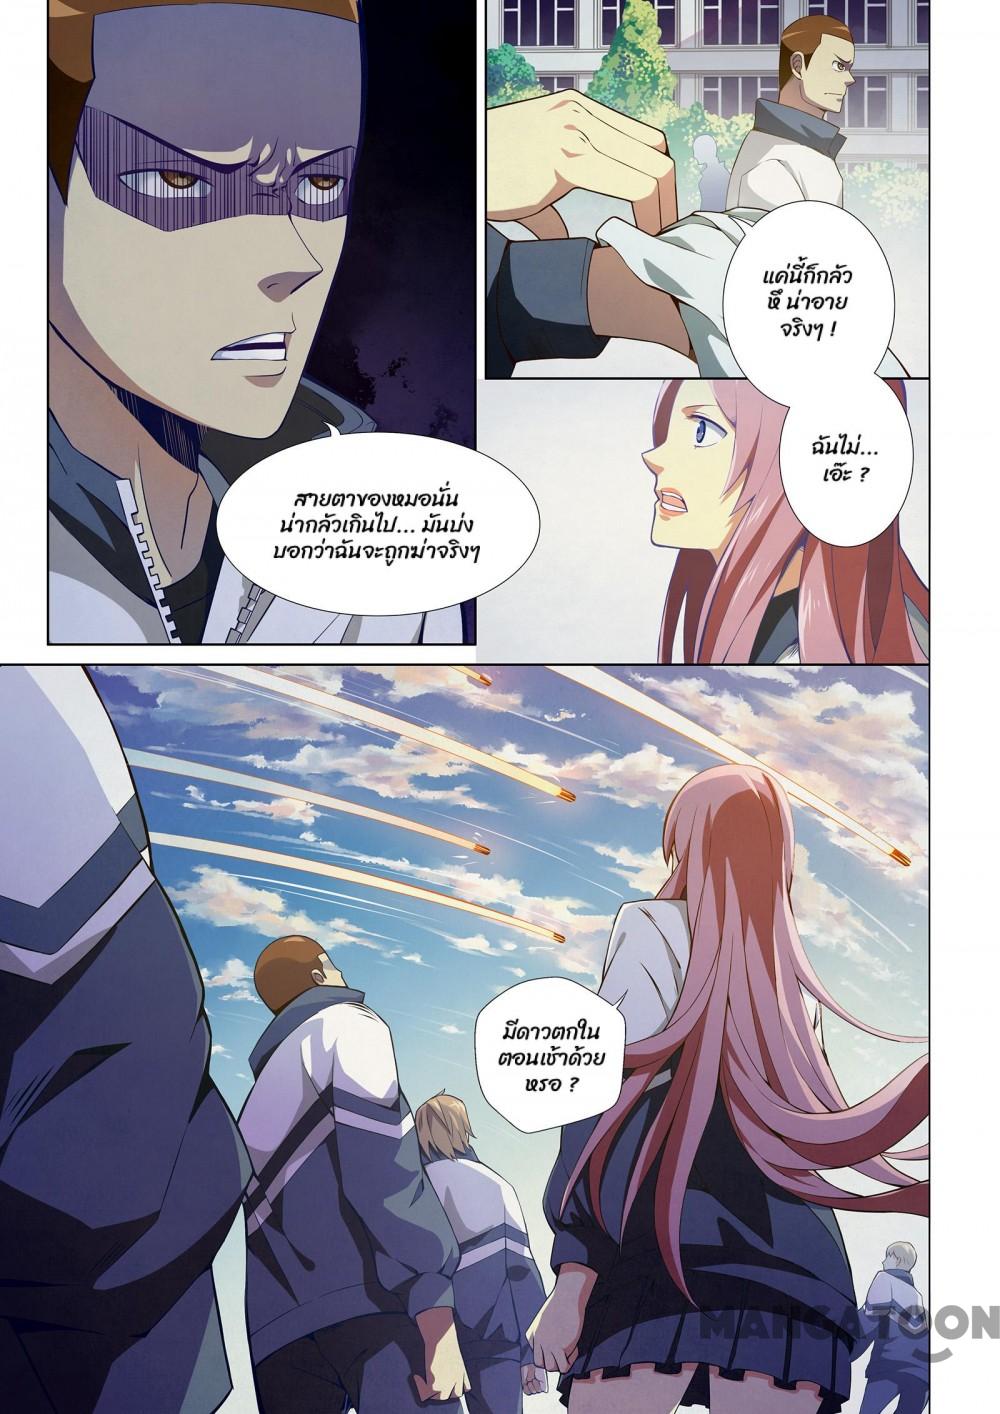 สายตาของหมอนั่น
น่ากลัวเกินไป... มันบ่ง
บอกว่าฉันจะถูกฆ่าจริงๆ
แค่นี้ก็กลัว
หึ น่าอาย
จริงๆ !
ฉันไม่...
เอ๊ะ ?
มีดาวตกใน
ตอนเช้าด้วย
หรอ ?
MANGATOON